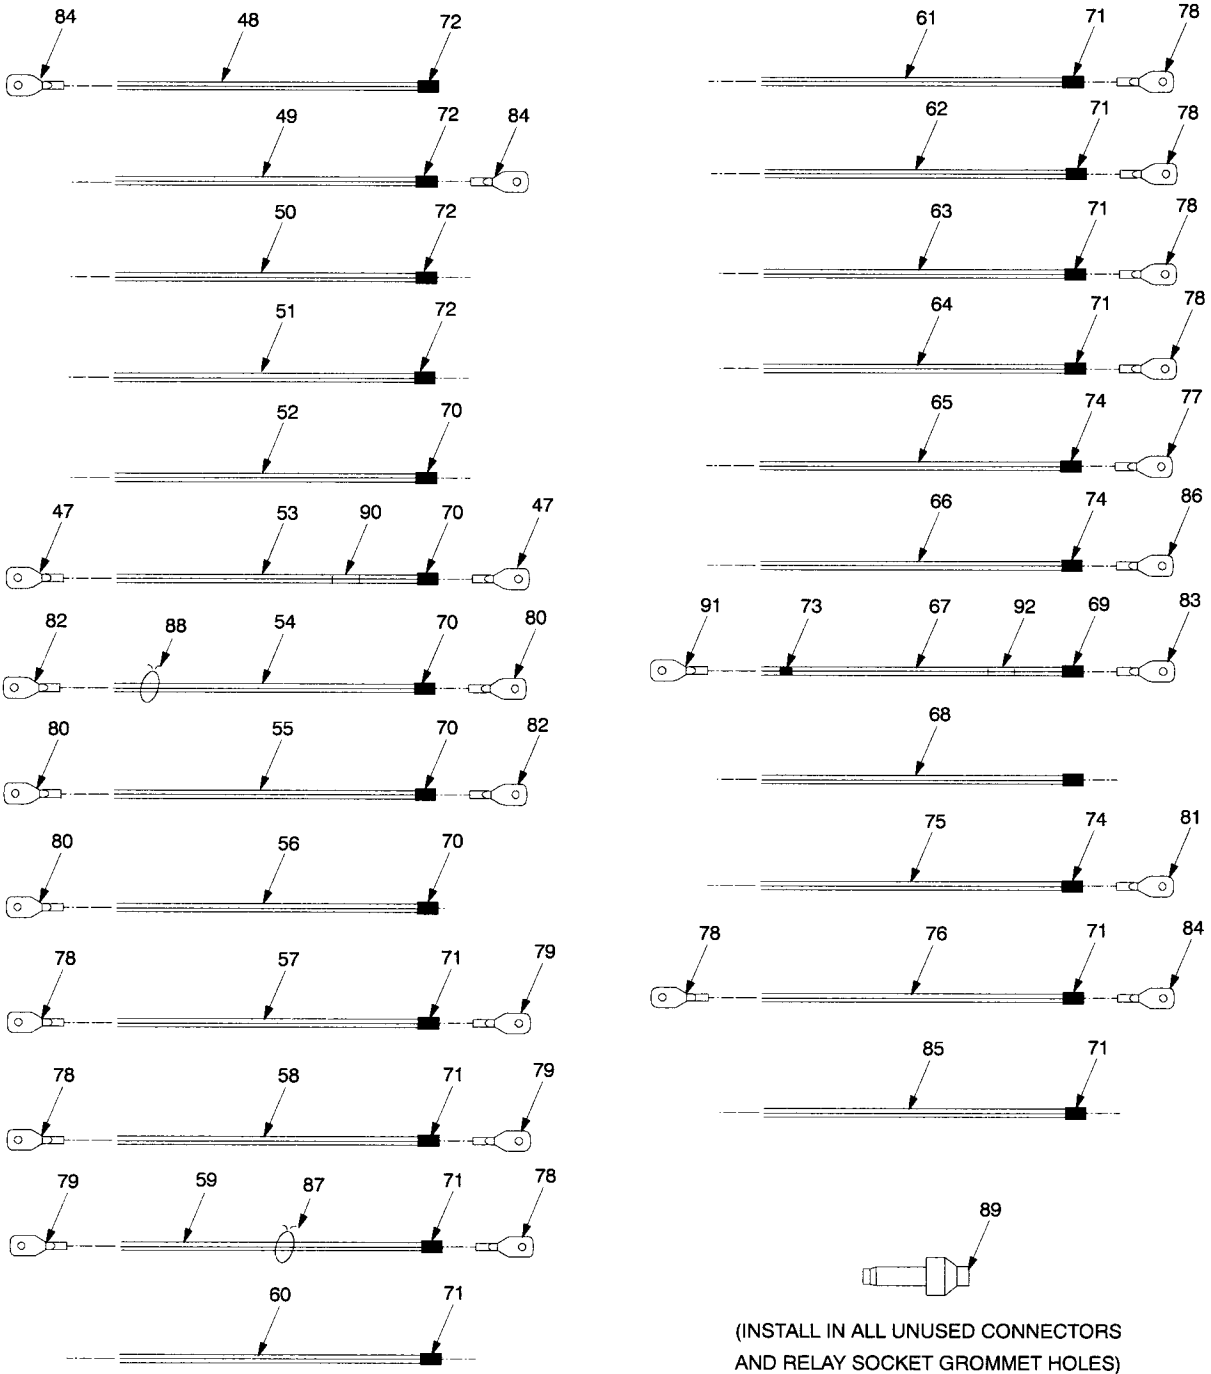 84 48 72
49 72 84
50 72
51 72
52 70
47 53 90 70 47
82 88 54 70 80
80 55 70 82
80 56 70
78 57 71 79
78 58 71 79
79 59 87 71 78
60 71
61 71 78
62 71 78
63 71 78
64 71 78
65 74 77
66 74 86
91 73 67 92 69 83
68
75 74 81
78 76 71 84
85 71
89
(INSTALL IN ALL UNUSED CONNECTORS
AND RELAY SOCKET GROMMET HOLES)